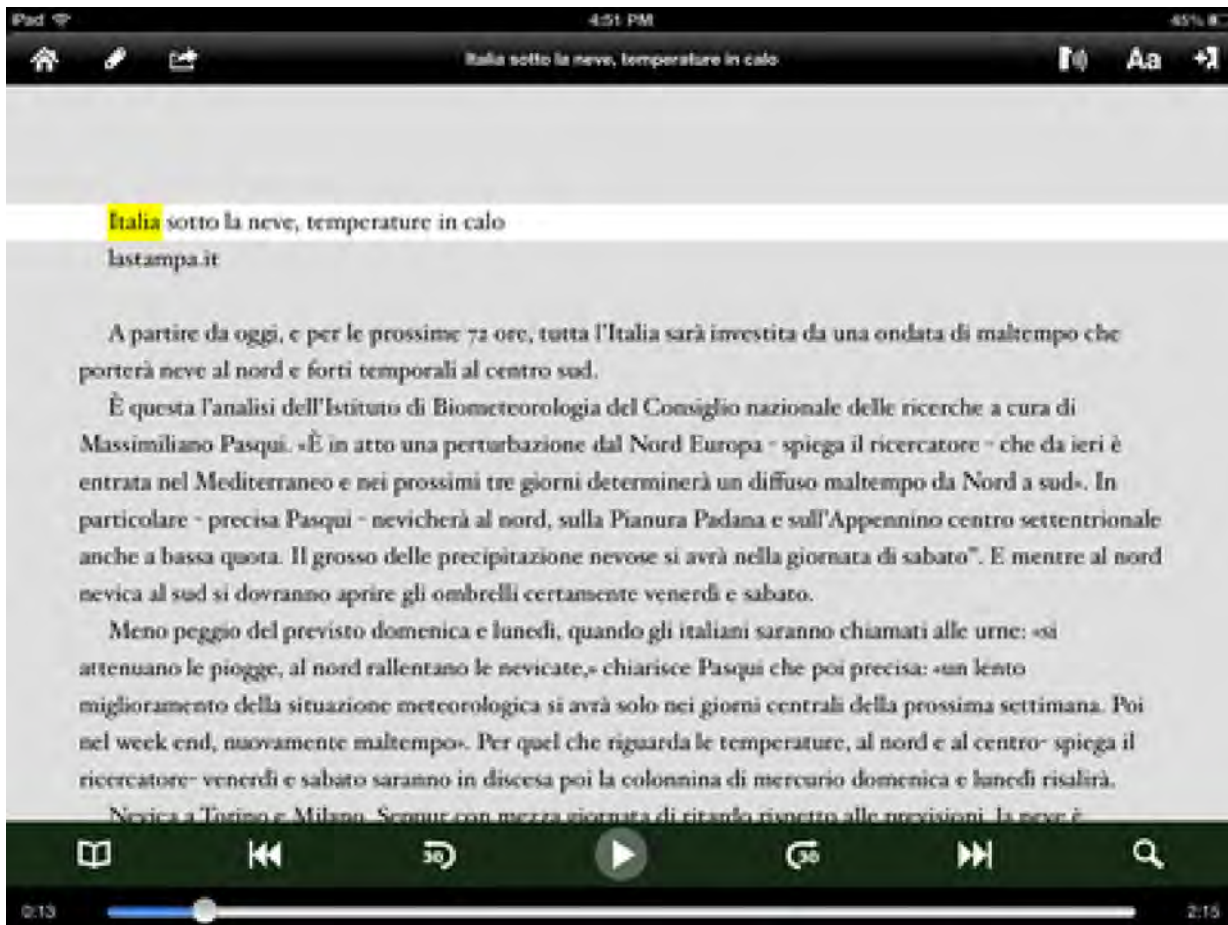 iPad 4:51 PM 45%
Italia sotto la neve, temperature in calo Aa
Italia sotto la neve, temperature in calo
lastampa.it
A partire da oggi, e per le prossime 72 ore, tutta l'Italia sarà investita da una ondata di maltempo che
porterà neve al nord e forti temporali al centro sud.
È questa l'analisi dell'Istituto di Biometeorologia del Consiglio nazionale delle ricerche a cura di
Massimiliano Pasqui. «È in atto una perturbazione dal Nord Europa - spiega il ricercatore - che da ieri è
entrata nel Mediterraneo e nei prossimi tre giorni determinerà un diffuso maltempo da Nord a sud». In
particolare - precisa Pasqui - nevicherà al nord, sulla Pianura Padana e sull'Appennino centro settentrionale
anche a bassa quota. Il grosso delle precipitazione nevose si avrà nella giornata di sabato". E mentre al nord
nevica al sud si dovranno aprire gli ombrelli certamente venerdì e sabato.
Meno peggio del previsto domenica e lunedì, quando gli italiani saranno chiamati alle urne: «si
attenuano le piogge, al nord rallentano le nevicate,» chiarisce Pasqui che poi precisa: «un lento
miglioramento della situazione meteorologica si avrà solo nei giorni centrali della prossima settimana. Poi
nel week end, nuovamente maltempo». Per quel che riguarda le temperature, al nord e al centro- spiega il
ricercatore- venerdì e sabato saranno in discesa poi la colonnina di mercurio domenica e lunedì risalirà.
Nevica a Torino e Milano. Seppur con mezza giornata di ritardo rispetto alle previsioni, la neve è
30 30
0:13 2:15